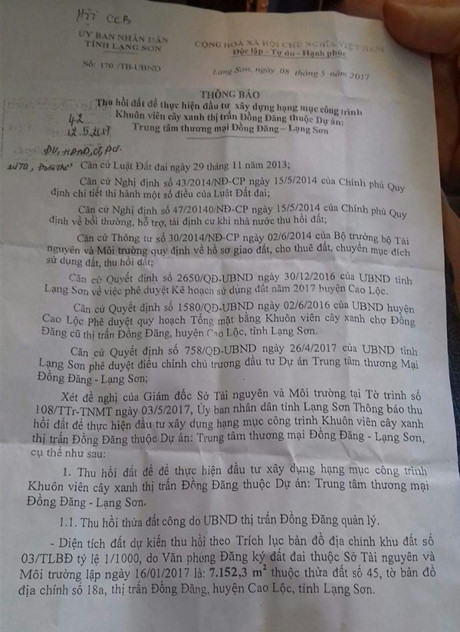 Hội CCB
ỦY BAN NHÂN DÂN
TỈNH LẠNG SƠN
CỘNG HOÀ XÃ HỘI CHỦ NGHĨA VIỆT NAM
Độc lập - Tự do - Hạnh phúc
Số: 170 /TB-UBND
Lạng Sơn, ngày 08 tháng 5 năm 2017
THÔNG BÁO
Thu hồi đất để thực hiện đầu tư xây dựng hạng mục công trình
Khuôn viên cây xanh thị trấn Đồng Đăng thuộc Dự án:
Trung tâm thương mại Đồng Đăng – Lạng Sơn
42
12.5.2017
Căn cứ Luật Đất đai ngày 29 tháng 11 năm 2013;
Căn cứ Nghị định số 43/2014/NĐ-CP ngày 15/5/2014 của Chính phủ Quy
định chi tiết thi hành một số điều của Luật Đất đai;
Căn cứ Nghị định số 47/20140/NĐ-CP ngày 15/5/2014 của Chính phủ Quy
định về bồi thường, hỗ trợ, tái định cư khi nhà nước thu hồi đất;
Căn cứ Thông tư số 30/2014/NĐ-CP ngày 02/6/2014 của Bộ trưởng bộ Tài
nguyên và Môi trường quy định về hồ sơ giao đất, cho thuê đất, chuyển mục đích
sử dụng đất, thu hồi đất;
Căn cứ Quyết định số 2650/QĐ-UBND ngày 30/12/2016 của UBND tỉnh
Lạng Sơn về việc phê duyệt Kế hoạch sử dụng đất năm 2017 huyện Cao Lộc.
Căn cứ Quyết định số 1580/QĐ-UBND ngày 02/6/2016 của UBND huyện
Cao Lộc Phê duyệt quy hoạch Tổng mặt bằng Khuôn viên cây xanh chợ Đồng
Đăng cũ thị trấn Đồng Đăng, huyện Cao Lộc, tỉnh Lạng Sơn.
Căn cứ Quyết định số 758/QĐ-UBND ngày 26/4/2017 của UBND tỉnh
Lạng Sơn phê duyệt điều chỉnh chủ trương đầu tư Dự án Trung tâm thương Mại
Đồng Đăng - Lạng Sơn;
Xét đề nghị của Giám đốc Sở Tài nguyên và Môi trường tại Tờ trình số
108/TTr-TNMT ngày 03/5/2017, Ủy ban nhân dân tỉnh Lạng Sơn Thông báo thu
hồi đất để thực hiện đầu tư xây dựng hạng mục công trình Khuôn viên cây xanh
thị trấn Đồng Đăng thuộc Dự án: Trung tâm thương mại Đồng Đăng - Lạng Sơn,
cụ thể như sau:
1. Thu hồi đất để để thực hiện đầu tư xây dựng hạng mục công trình
Khuôn viên cây xanh thị trấn Đồng Đăng thuộc Dự án: Trung tâm thương mại
Đồng Đăng - Lạng Sơn.
1.1. Thu hồi thửa đất công do UBND thị trấn Đồng Đăng quản lý.
- Diện tích đất dự kiến thu hồi theo Trích lục bản đồ địa chính khu đất số
03/TLBĐ tỷ lệ 1/1000, do Văn phòng Đăng ký đất đai thuộc Sở Tài nguyên và
Môi trường lập ngày 16/01/2017 là: 7.152,3 m² thuộc thửa đất số 45, tờ bản đồ
địa chính số 18a, thị trấn Đồng Đăng, huyện Cao Lộc, tỉnh Lạng Sơn.